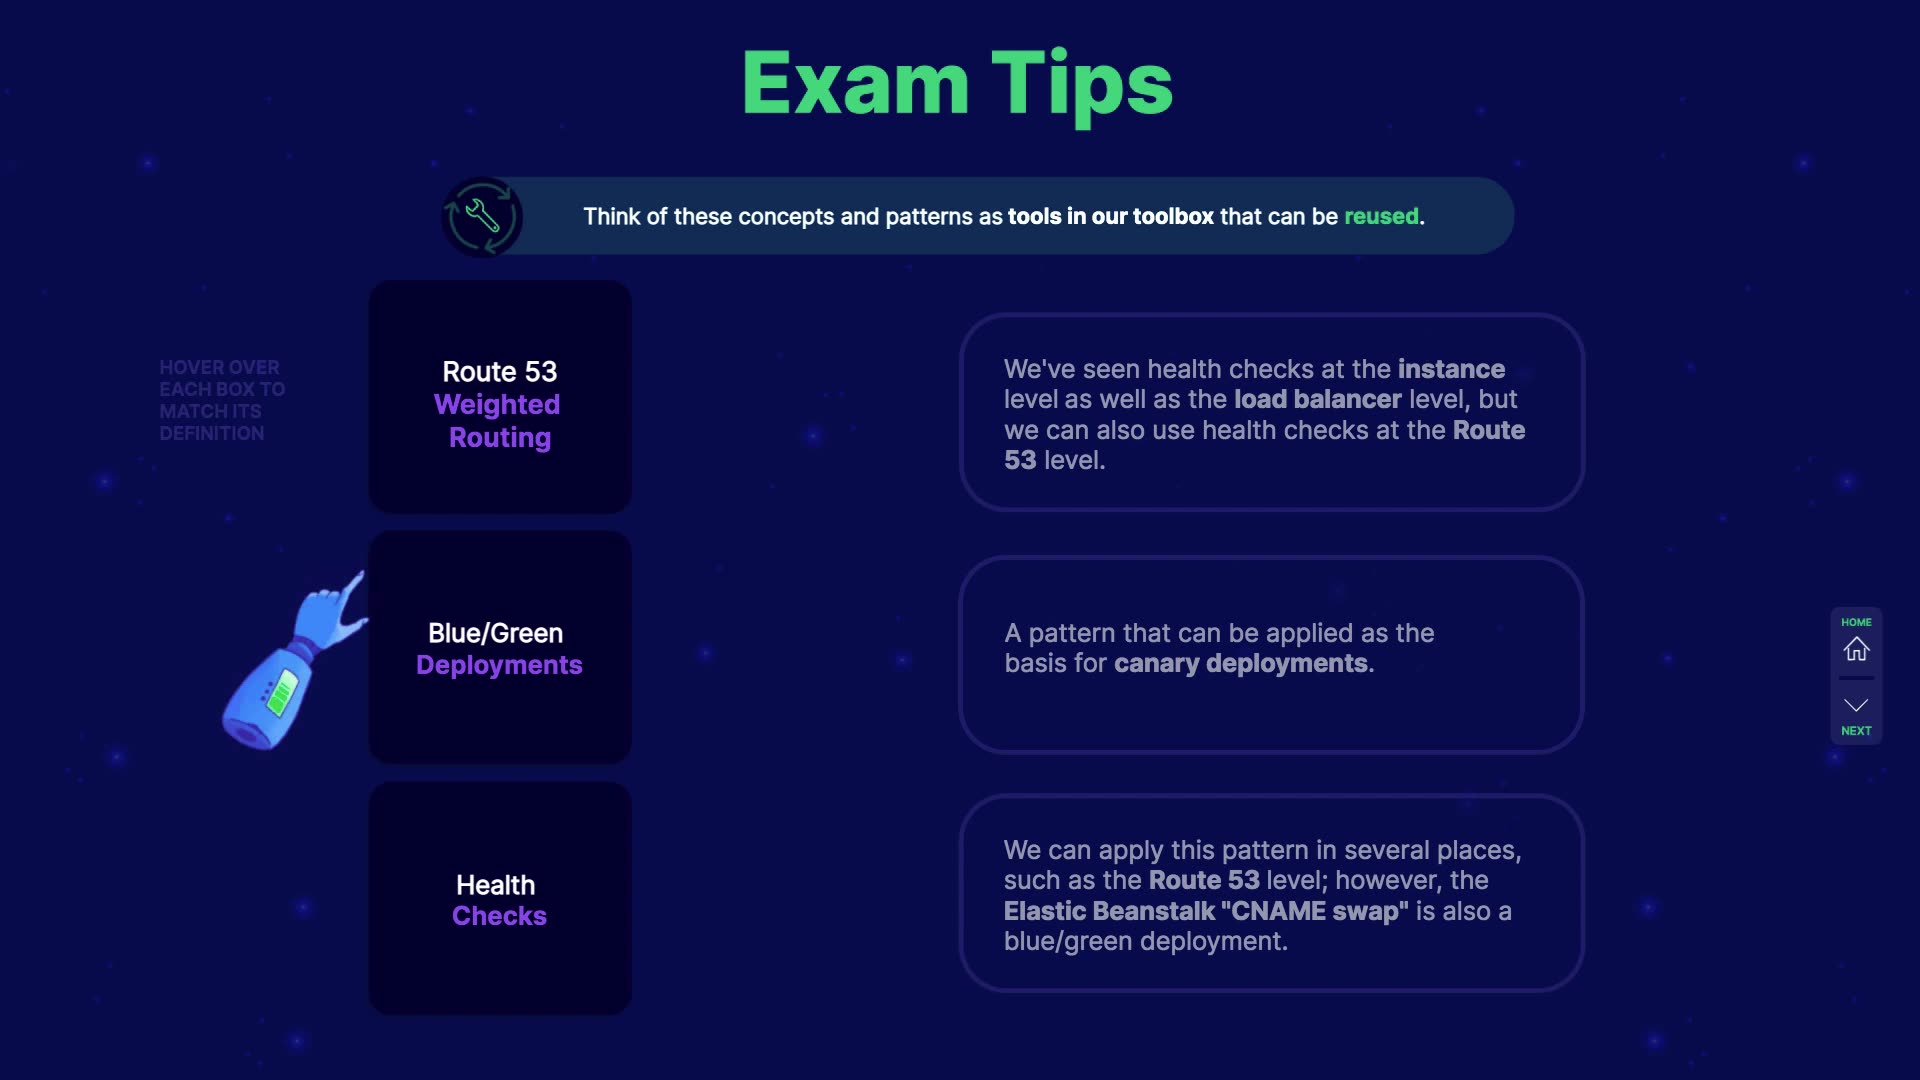 Exam Tips
Think of these concepts and patterns as tools in our toolbox that can be reused.
HOVER OVER
EACH BOX TO
MATCH ITS
DEFINITION
Route 53
Weighted
Routing
We've seen health checks at the instance
level as well as the load balancer level, but
we can also use health checks at the Route
53 level.
Blue/Green
Deployments
A pattern that can be applied as the
basis for canary deployments.
Health
Checks
We can apply this pattern in several places,
such as the Route 53 level; however, the
Elastic Beanstalk "CNAME swap" is also a
blue/green deployment.
HOME
NEXT